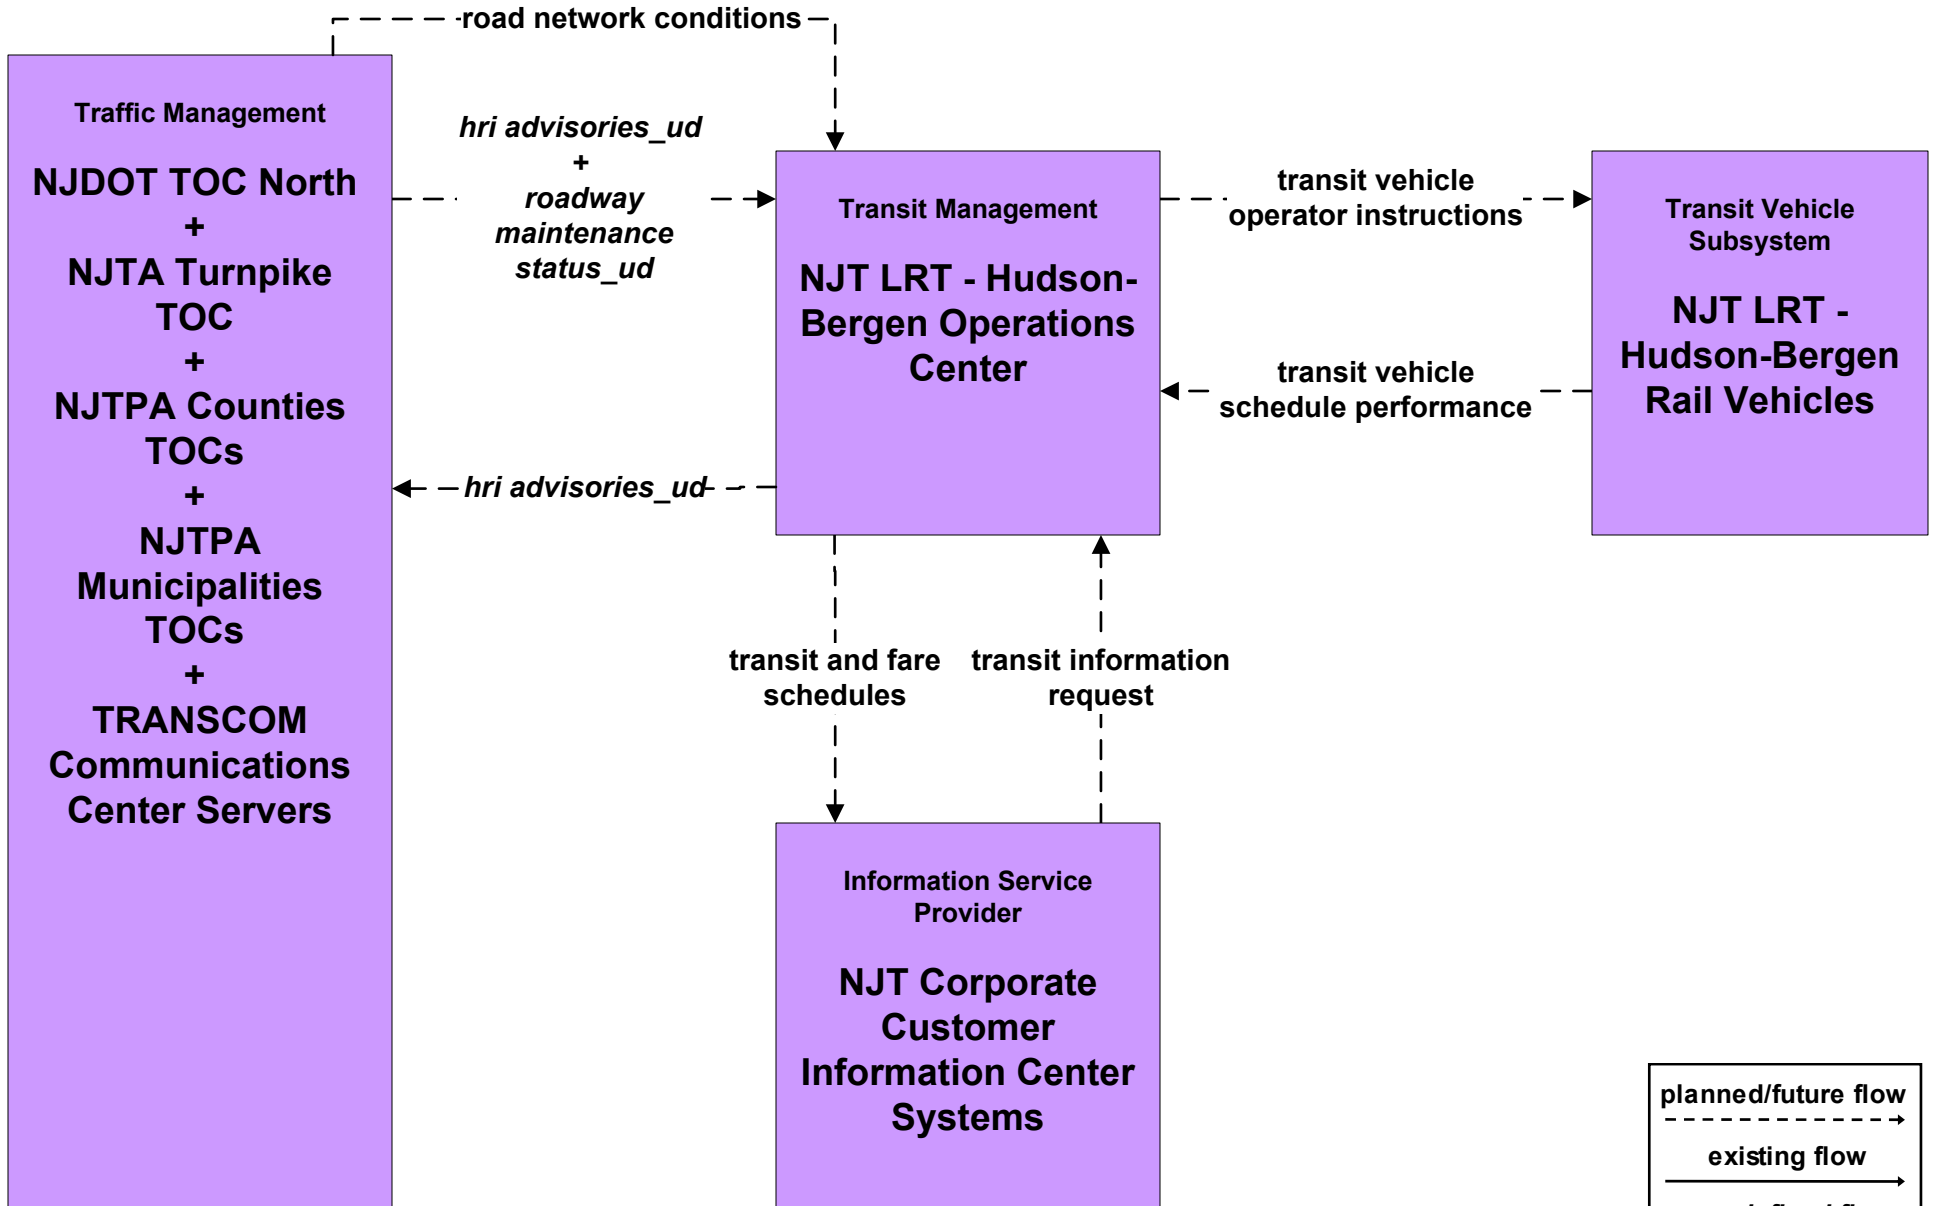 road network conditions
Traffic Management
NJDOT TOC North
+
NJTA Turnpike
TOC
+
NJTPA Counties
TOCs
+
NJTPA
Municipalities
TOCs
+
TRANSCOM
Communications
Center Servers
hri advisories_ud
+
roadway
maintenance
status_ud
hri advisories_ud
Transit Management
NJT LRT - Hudson-
Bergen Operations
Center
transit vehicle
operator instructions
transit vehicle
schedule performance
Transit Vehicle
Subsystem
NJT LRT -
Hudson-Bergen
Rail Vehicles
transit and fare
schedules
transit information
request
Information Service
Provider
NJT Corporate
Customer
Information Center
Systems
planned/future flow
existing flow